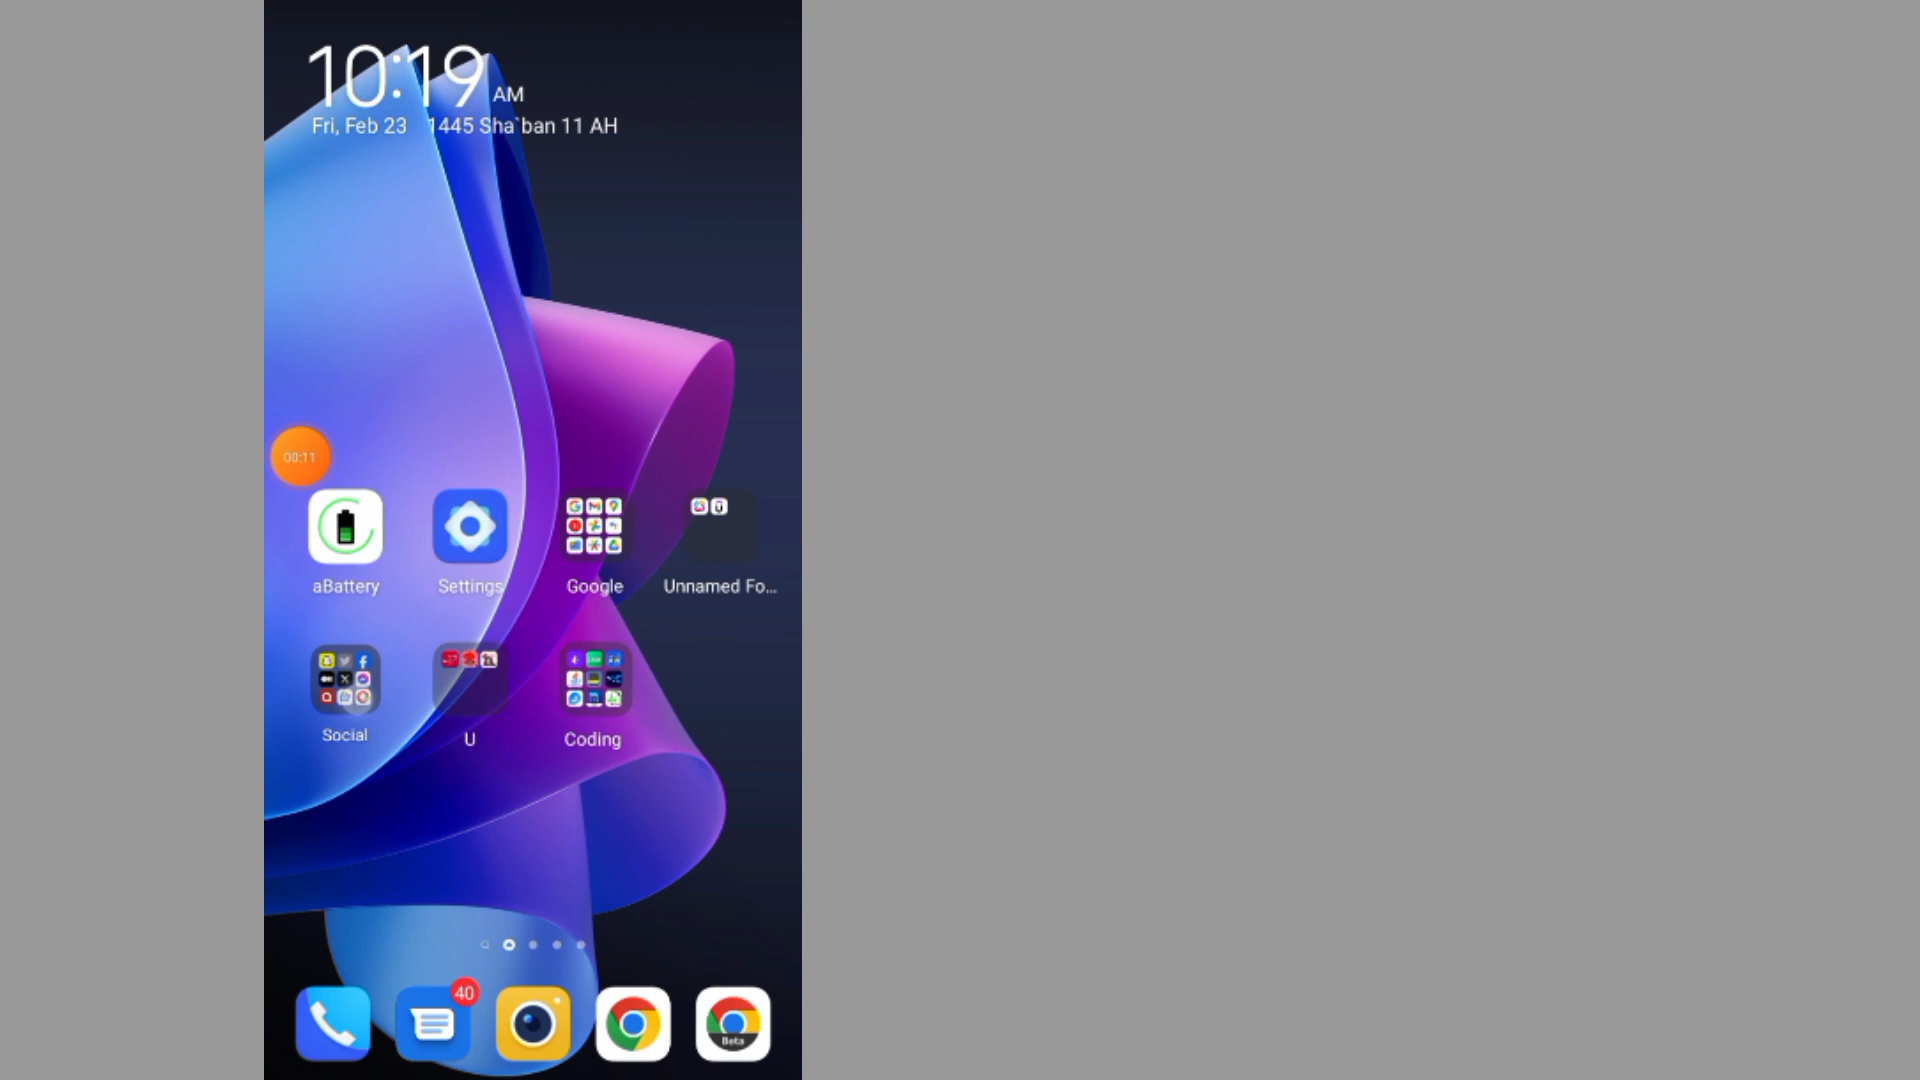 10:19 AM
Fri, Feb 23 1445 Sha`ban 11 AH
00:11
aBattery Settings Google Unnamed Fo...
Social U Coding
40
Beta